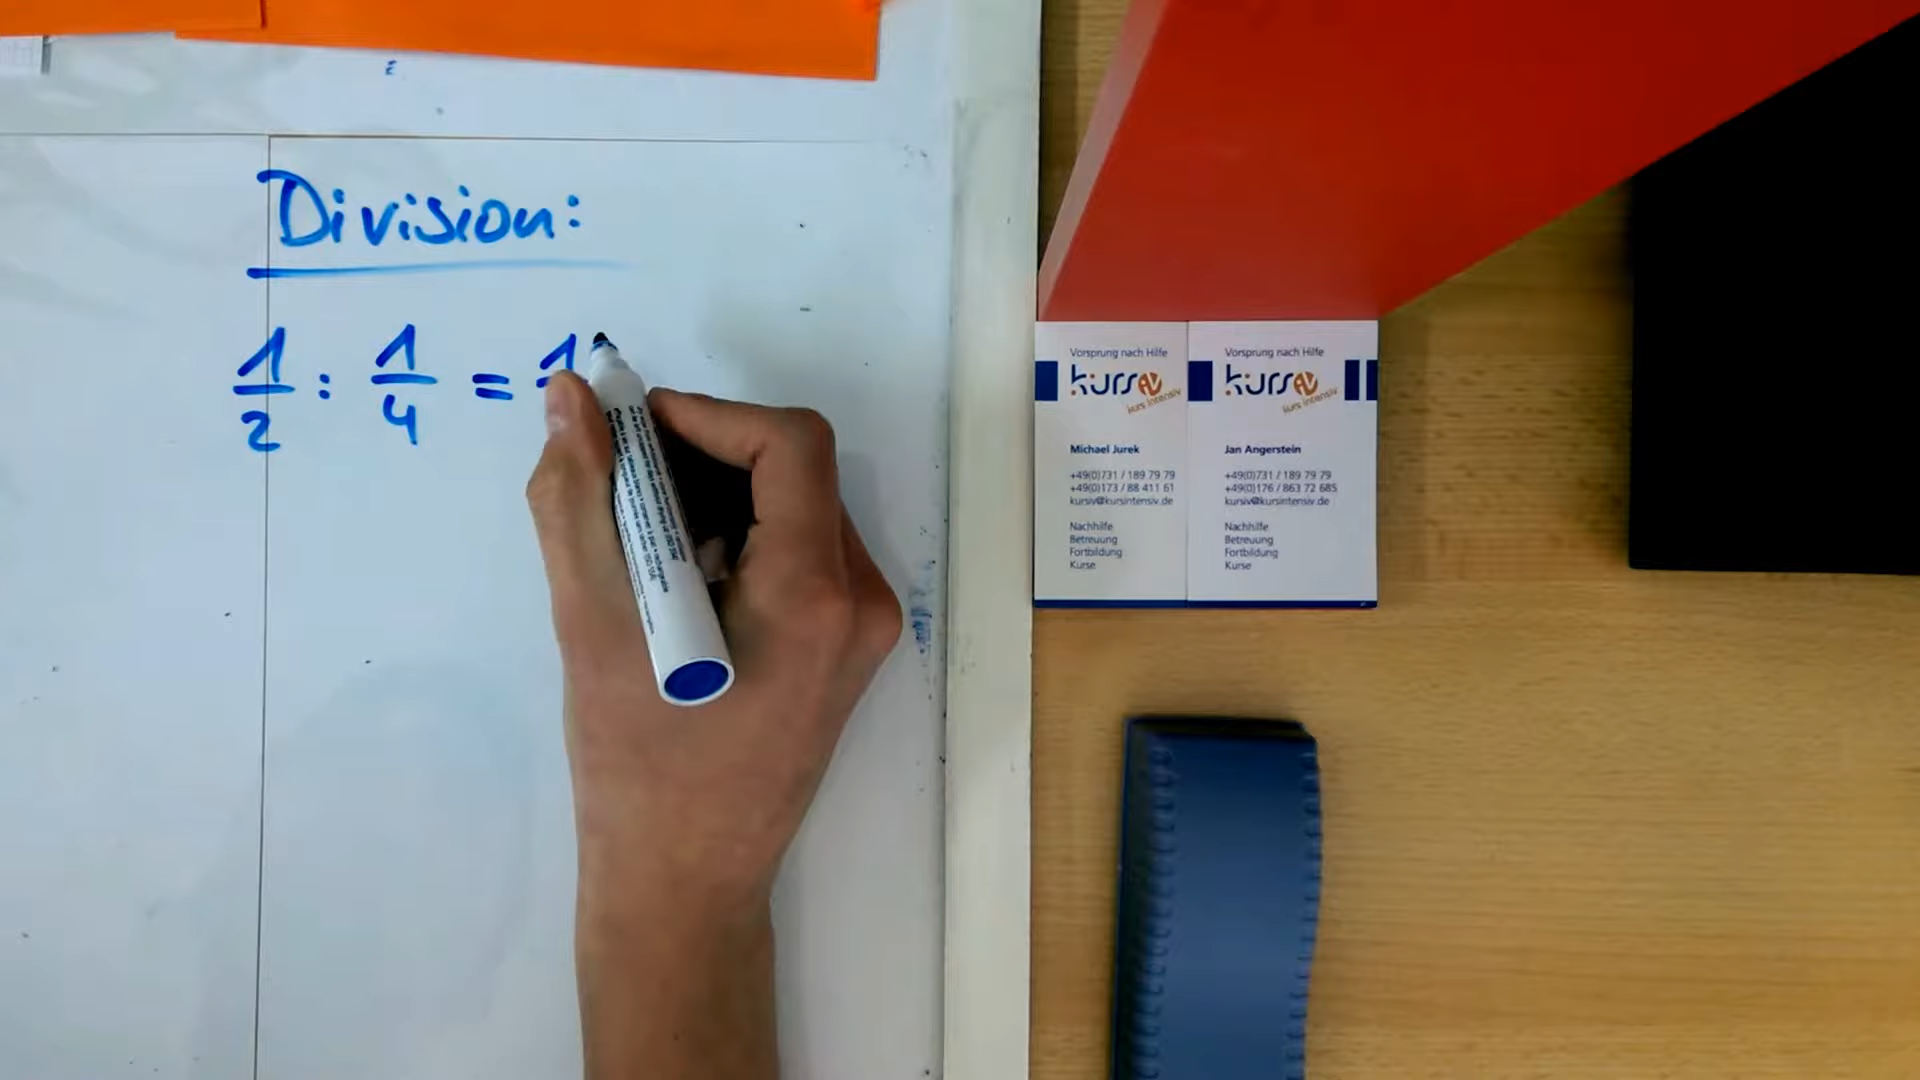 Division:
1/2 : 1/4 = 1
Vorsprung nach Hilfe
kursiv
kurs intensiv
Michael Jurek
+49(0)731 / 189 79 79
+49(0)173 / 88 411 61
kursiv@kursintensiv.de
Nachhilfe
Betreuung
Fortbildung
Kurse
Vorsprung nach Hilfe
kursiv
kurs intensiv
Jan Angerstein
+49(0)731 / 189 79 79
+49(0)176 / 863 72 685
kursiv@kursintensiv.de
Nachhilfe
Betreuung
Fortbildung
Kurse